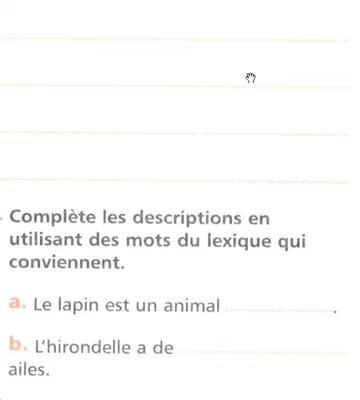 Complète les descriptions en
utilisant des mots du lexique qui
conviennent.
a. Le lapin est un animal ..................... .
b. L'hirondelle a de .....................
ailes.